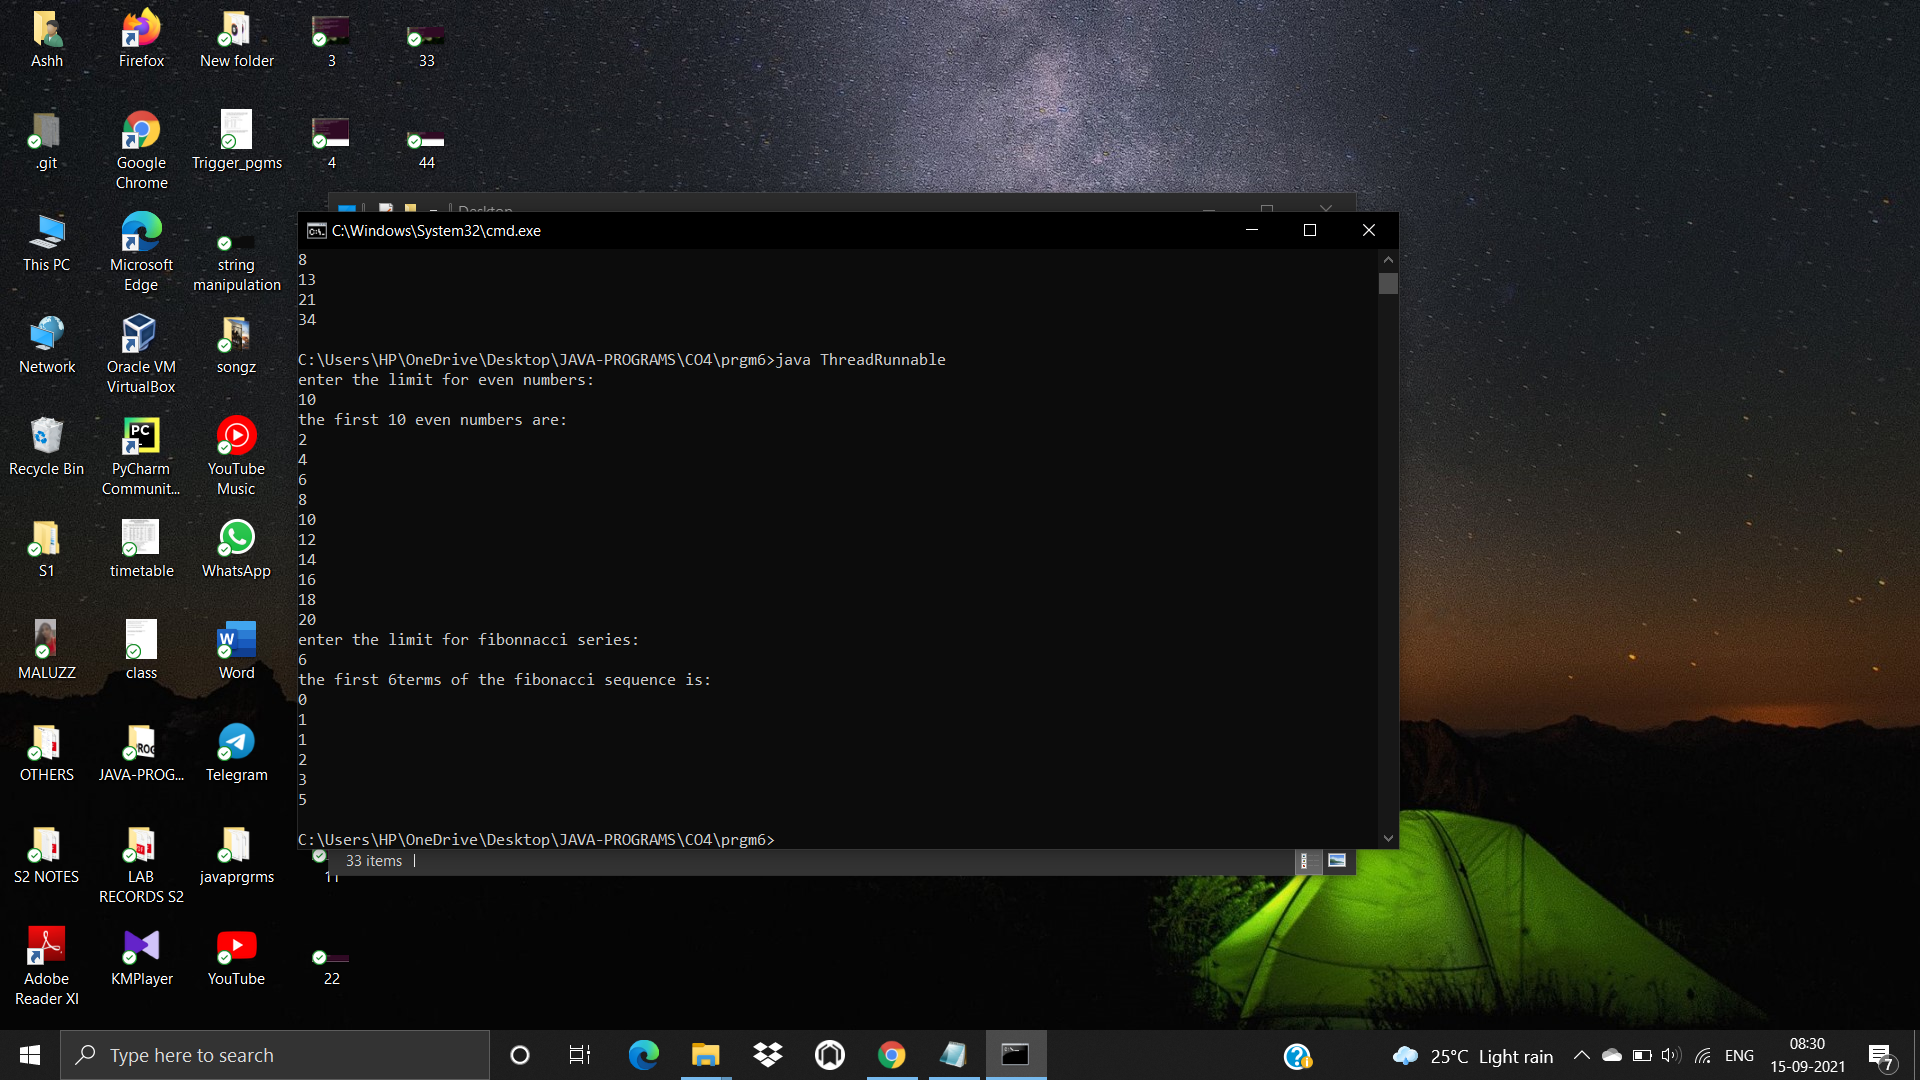 Ashh
Firefox
New folder
3
33
.git
Google
Chrome
Trigger_pgms
4
44
This PC
Microsoft
Edge
string
manipulation
Network
Oracle VM
VirtualBox
songz
Recycle Bin
PyCharm
Communit...
YouTube
Music
S1
timetable
WhatsApp
MALUZZ
class
Word
OTHERS
JAVA-PROG...
Telegram
S2 NOTES
LAB
RECORDS S2
javaprgrms
11
Adobe
Reader XI
KMPlayer
YouTube
22
Desktop
C:\Windows\System32\cmd.exe
8
13
21
34
C:\Users\HP\OneDrive\Desktop\JAVA-PROGRAMS\CO4\prgm6>java ThreadRunnable
enter the limit for even numbers:
10
the first 10 even numbers are:
2
4
6
8
10
12
14
16
18
20
enter the limit for fibonnacci series:
6
the first 6terms of the fibonacci sequence is:
0
1
1
2
3
5
C:\Users\HP\OneDrive\Desktop\JAVA-PROGRAMS\CO4\prgm6>
33 items
Type here to search
25°C Light rain
ENG
08:30
15-09-2021
7